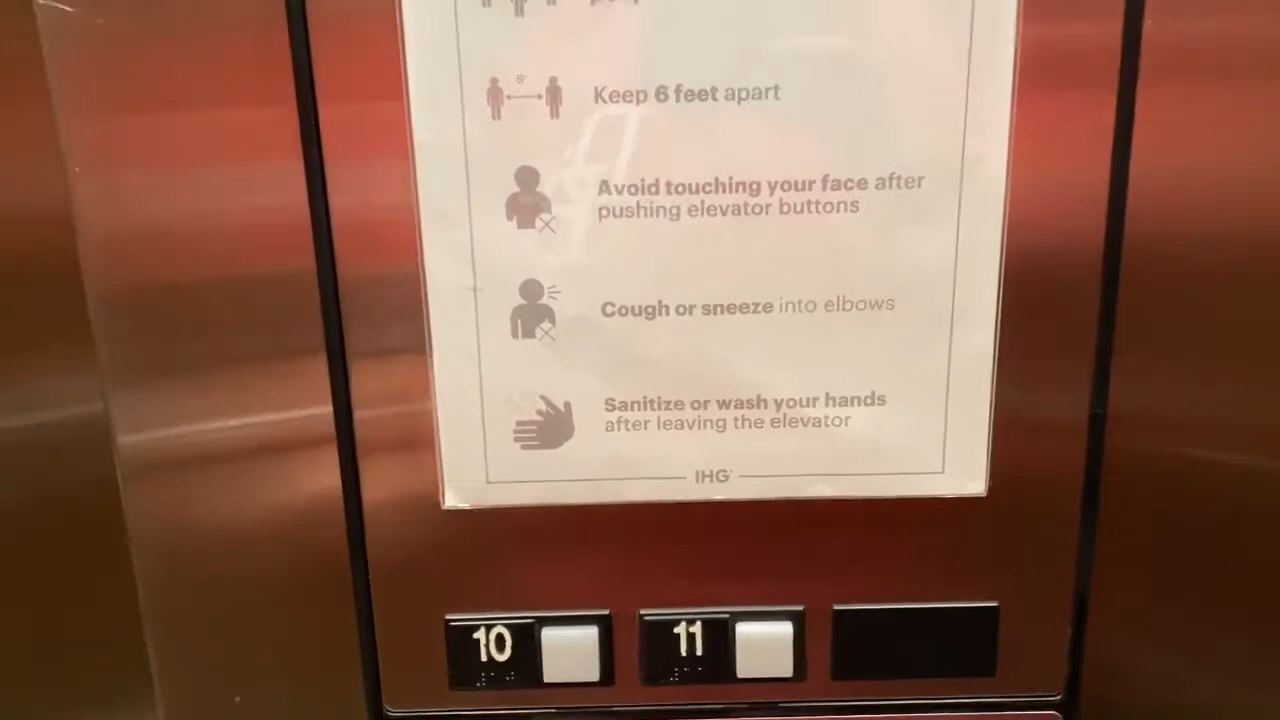 6'
Keep 6 feet apart
Avoid touching your face after
pushing elevator buttons
Cough or sneeze into elbows
Sanitize or wash your hands
after leaving the elevator
IHG
10
11